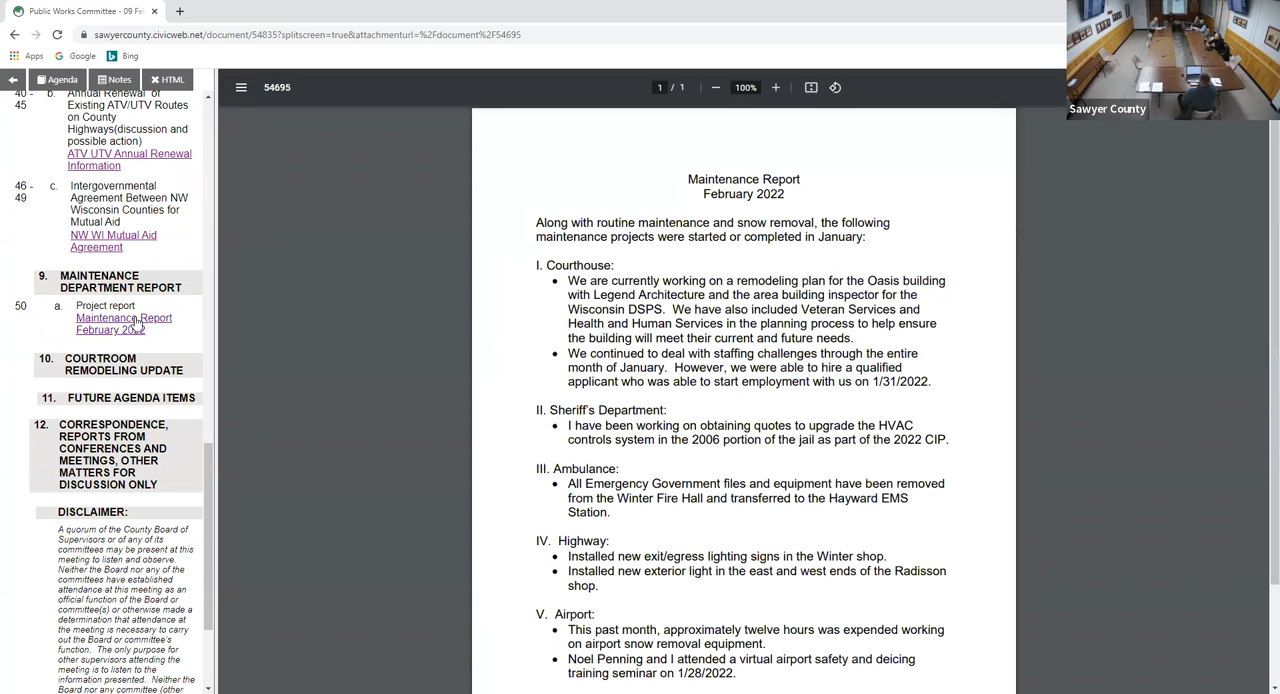 Public Works Committee - 09 Fe
sawyercounty.civicweb.net/document/54835?splitscreen=true&attachmenturl=%2Fdocument%2F54695
Apps Google Bing
Agenda Notes HTML
54695
1 / 1
100%
Sawyer County
40 - b. Annual Renewal of
45 Existing ATV/UTV Routes
on County
Highways(discussion and
possible action)
ATV UTV Annual Renewal
Information
46 - c. Intergovernmental
49 Agreement Between NW
Wisconsin Counties for
Mutual Aid
NW WI Mutual Aid
Agreement
9. MAINTENANCE
DEPARTMENT REPORT
50 a. Project report
Maintenance Report
February 2022
10. COURTROOM
REMODELING UPDATE
11. FUTURE AGENDA ITEMS
12. CORRESPONDENCE,
REPORTS FROM
CONFERENCES AND
MEETINGS, OTHER
MATTERS FOR
DISCUSSION ONLY
DISCLAIMER:
A quorum of the County Board of
Supervisors or of any of its
committees may be present at this
meeting to listen and observe.
Neither the Board nor any of the
committees have established
attendance at this meeting as an
official function of the Board or
committee(s) or otherwise made a
determination that attendance at
the meeting is necessary to carry
out the Board or committee's
function. The only purpose for
other supervisors attending the
meeting is to listen to the
information presented. Neither the
Board nor any committee (other
Maintenance Report
February 2022
Along with routine maintenance and snow removal, the following
maintenance projects were started or completed in January:
I. Courthouse:
• We are currently working on a remodeling plan for the Oasis building
with Legend Architecture and the area building inspector for the
Wisconsin DSPS. We have also included Veteran Services and
Health and Human Services in the planning process to help ensure
the building will meet their current and future needs.
• We continued to deal with staffing challenges through the entire
month of January. However, we were able to hire a qualified
applicant who was able to start employment with us on 1/31/2022.
II. Sheriff's Department:
• I have been working on obtaining quotes to upgrade the HVAC
controls system in the 2006 portion of the jail as part of the 2022 CIP.
III. Ambulance:
• All Emergency Government files and equipment have been removed
from the Winter Fire Hall and transferred to the Hayward EMS
Station.
IV. Highway:
• Installed new exit/egress lighting signs in the Winter shop.
• Installed new exterior light in the east and west ends of the Radisson
shop.
V. Airport:
• This past month, approximately twelve hours was expended working
on airport snow removal equipment.
• Noel Penning and I attended a virtual airport safety and deicing
training seminar on 1/28/2022.